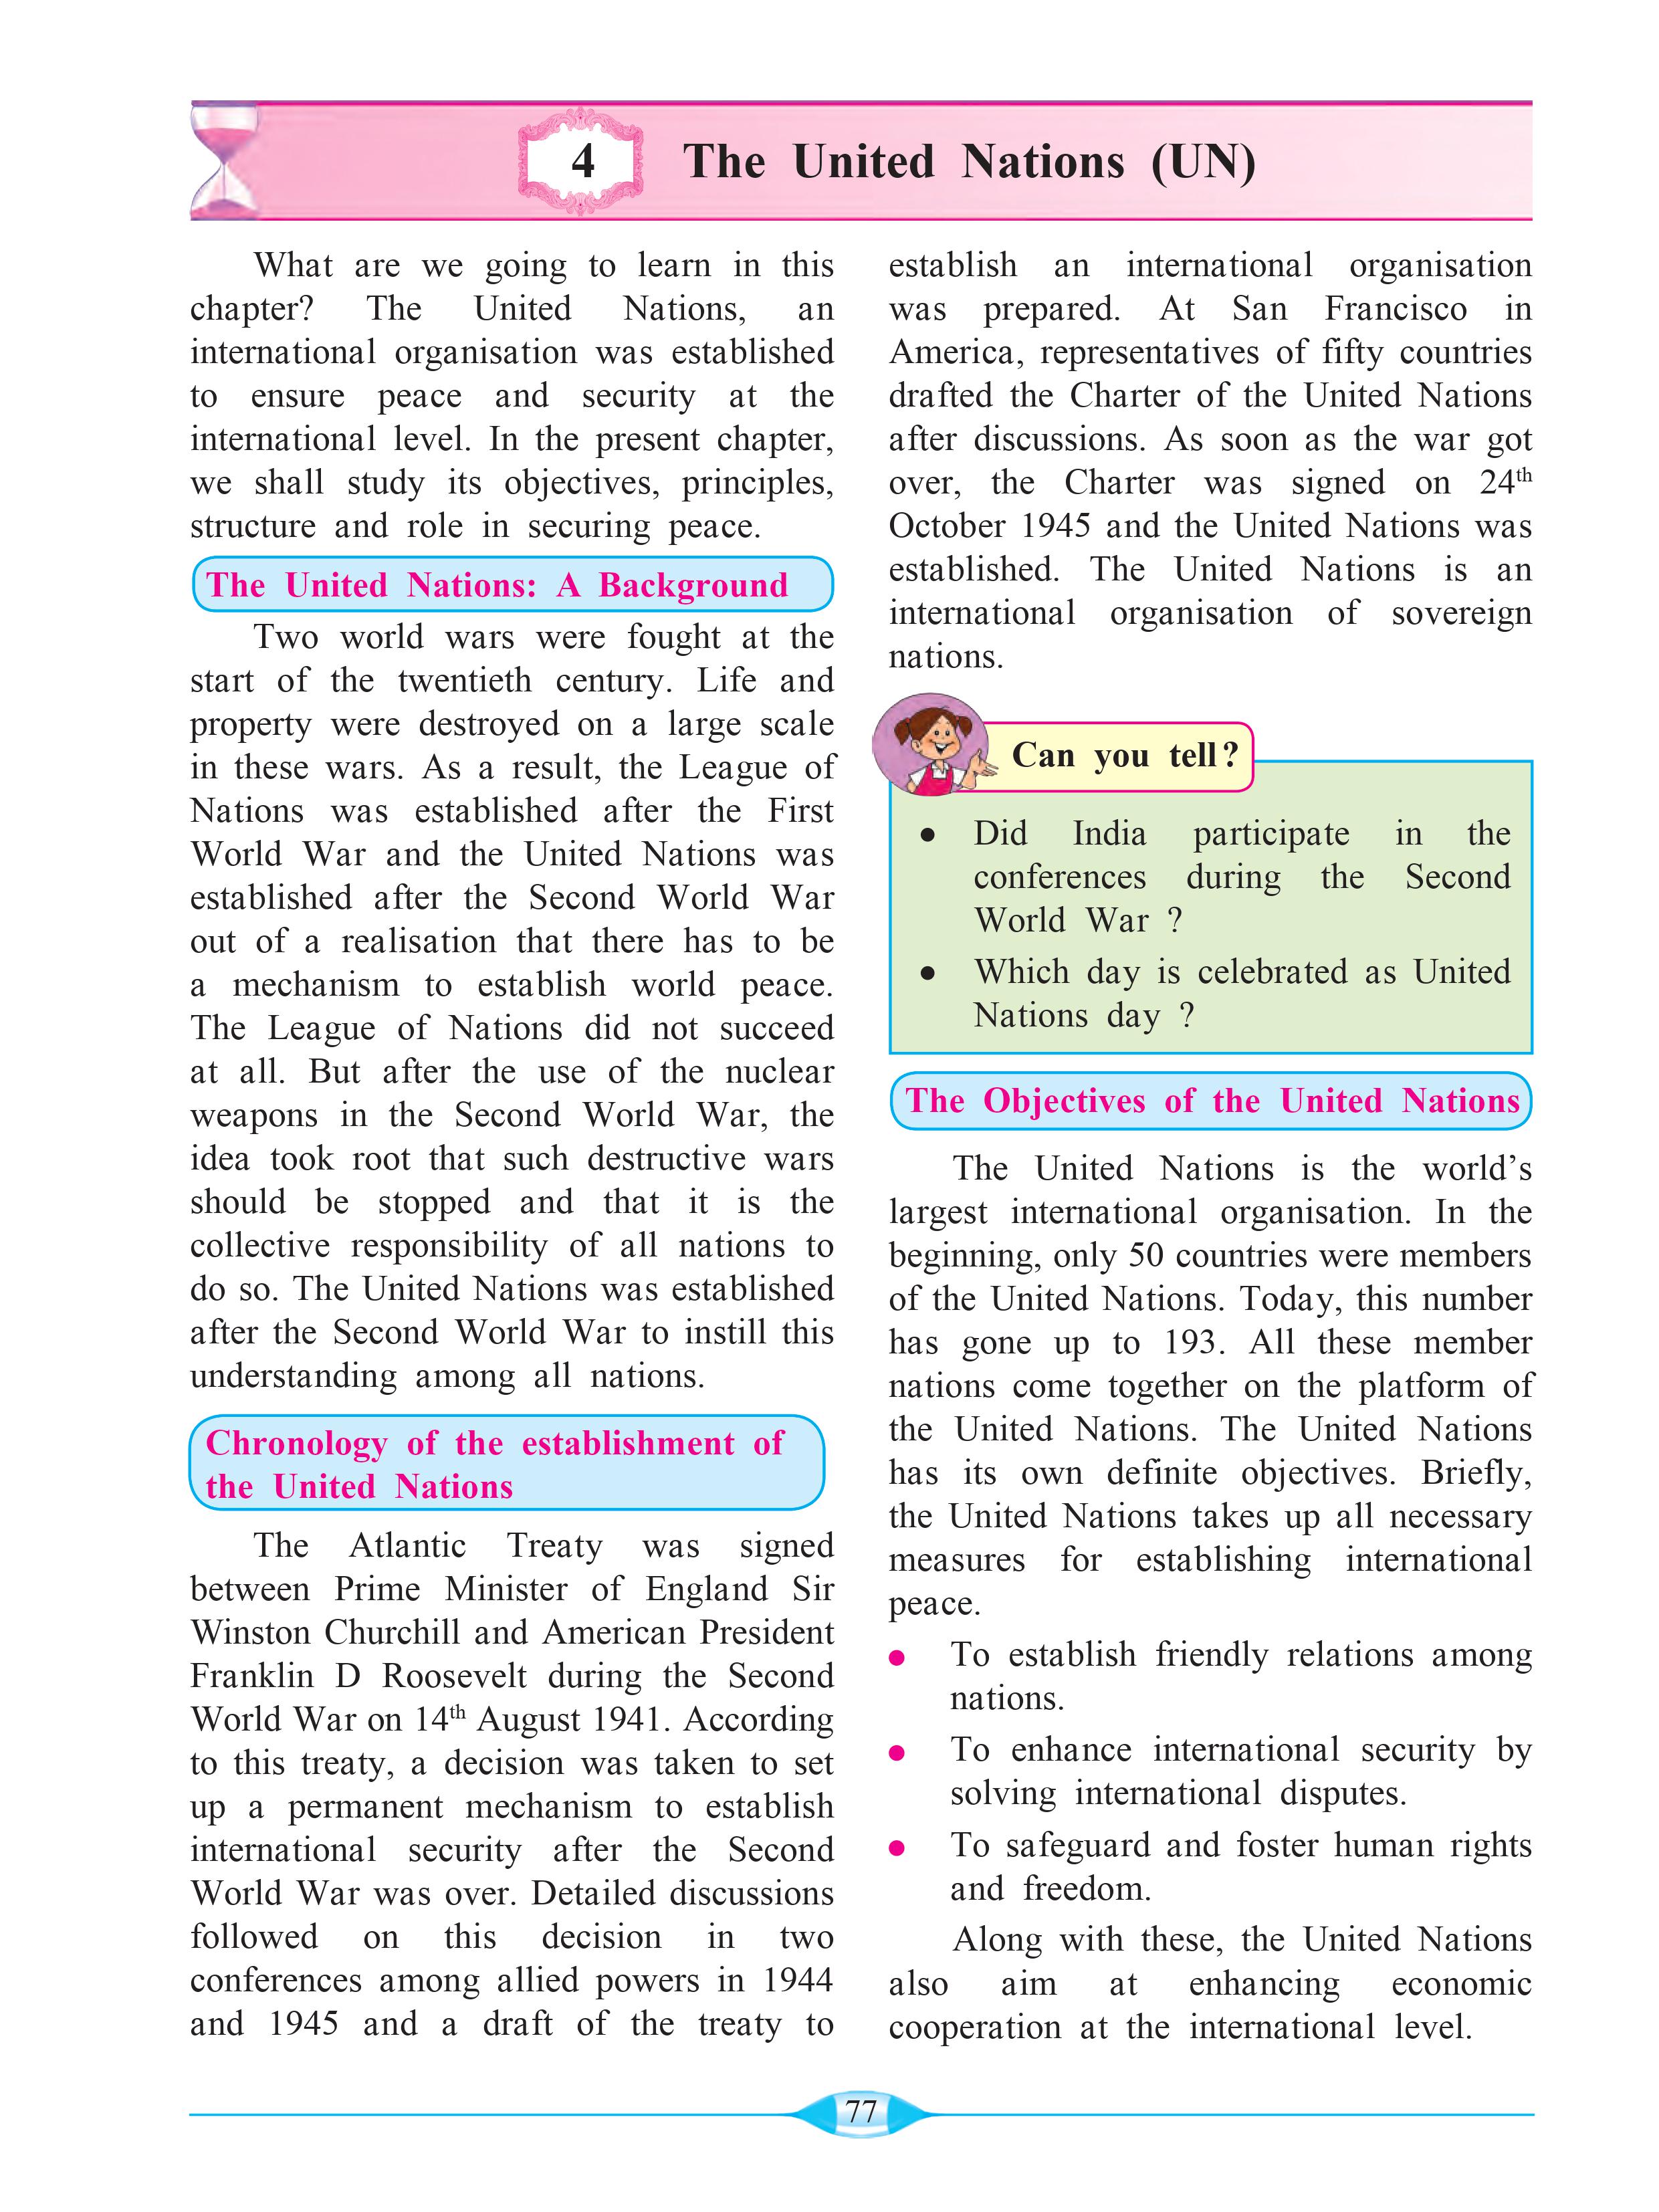 4 The United Nations (UN)
What are we going to learn in this
chapter? The United Nations, an
international organisation was established
to ensure peace and security at the
international level. In the present chapter,
we shall study its objectives, principles,
structure and role in securing peace.
The United Nations: A Background
Two world wars were fought at the
start of the twentieth century. Life and
property were destroyed on a large scale
in these wars. As a result, the League of
Nations was established after the First
World War and the United Nations was
established after the Second World War
out of a realisation that there has to be
a mechanism to establish world peace.
The League of Nations did not succeed
at all. But after the use of the nuclear
weapons in the Second World War, the
idea took root that such destructive wars
should be stopped and that it is the
collective responsibility of all nations to
do so. The United Nations was established
after the Second World War to instill this
understanding among all nations.
Chronology of the establishment of
the United Nations
The Atlantic Treaty was signed
between Prime Minister of England Sir
Winston Churchill and American President
Franklin D Roosevelt during the Second
World War on 14th August 1941. According
to this treaty, a decision was taken to set
up a permanent mechanism to establish
international security after the Second
World War was over. Detailed discussions
followed on this decision in two
conferences among allied powers in 1944
and 1945 and a draft of the treaty to
establish an international organisation
was prepared. At San Francisco in
America, representatives of fifty countries
drafted the Charter of the United Nations
after discussions. As soon as the war got
over, the Charter was signed on 24th
October 1945 and the United Nations was
established. The United Nations is an
international organisation of sovereign
nations.
Can you tell?
• Did India participate in the
conferences during the Second
World War ?
• Which day is celebrated as United
Nations day ?
The Objectives of the United Nations
The United Nations is the world's
largest international organisation. In the
beginning, only 50 countries were members
of the United Nations. Today, this number
has gone up to 193. All these member
nations come together on the platform of
the United Nations. The United Nations
has its own definite objectives. Briefly,
the United Nations takes up all necessary
measures for establishing international
peace.
• To establish friendly relations among
nations.
• To enhance international security by
solving international disputes.
• To safeguard and foster human rights
and freedom.
Along with these, the United Nations
also aim at enhancing economic
cooperation at the international level.
77